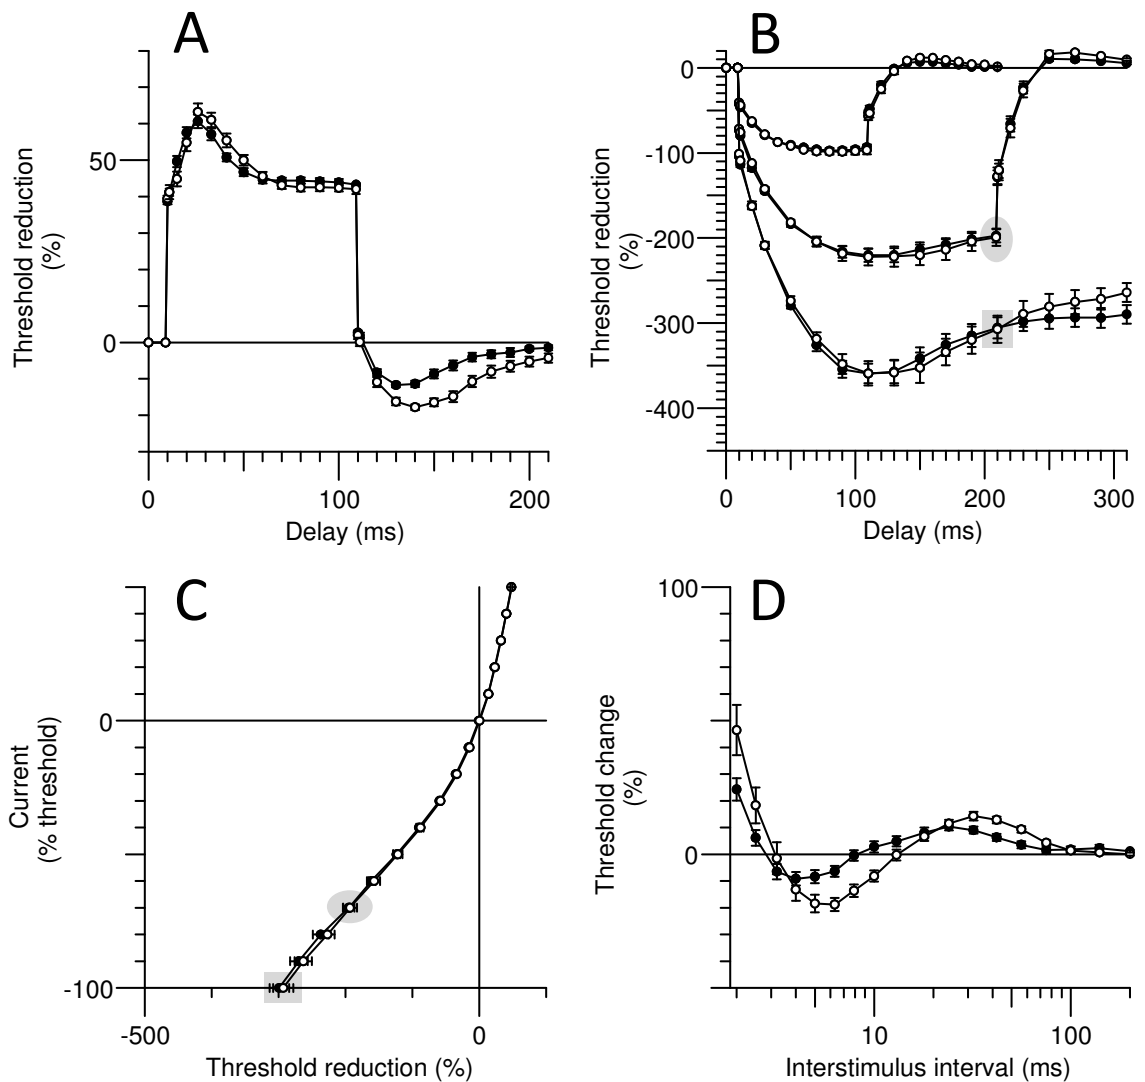 A
Threshold reduction
(%)
50
0
0
100
200
Delay (ms)
B
Threshold reduction
(%)
0
-100
-200
-300
-400
0
100
200
300
Delay (ms)
C
Current
(% threshold)
0
-100
-500
0
Threshold reduction (%)
D
Threshold change
(%)
100
0
10
100
Interstimulus interval (ms)